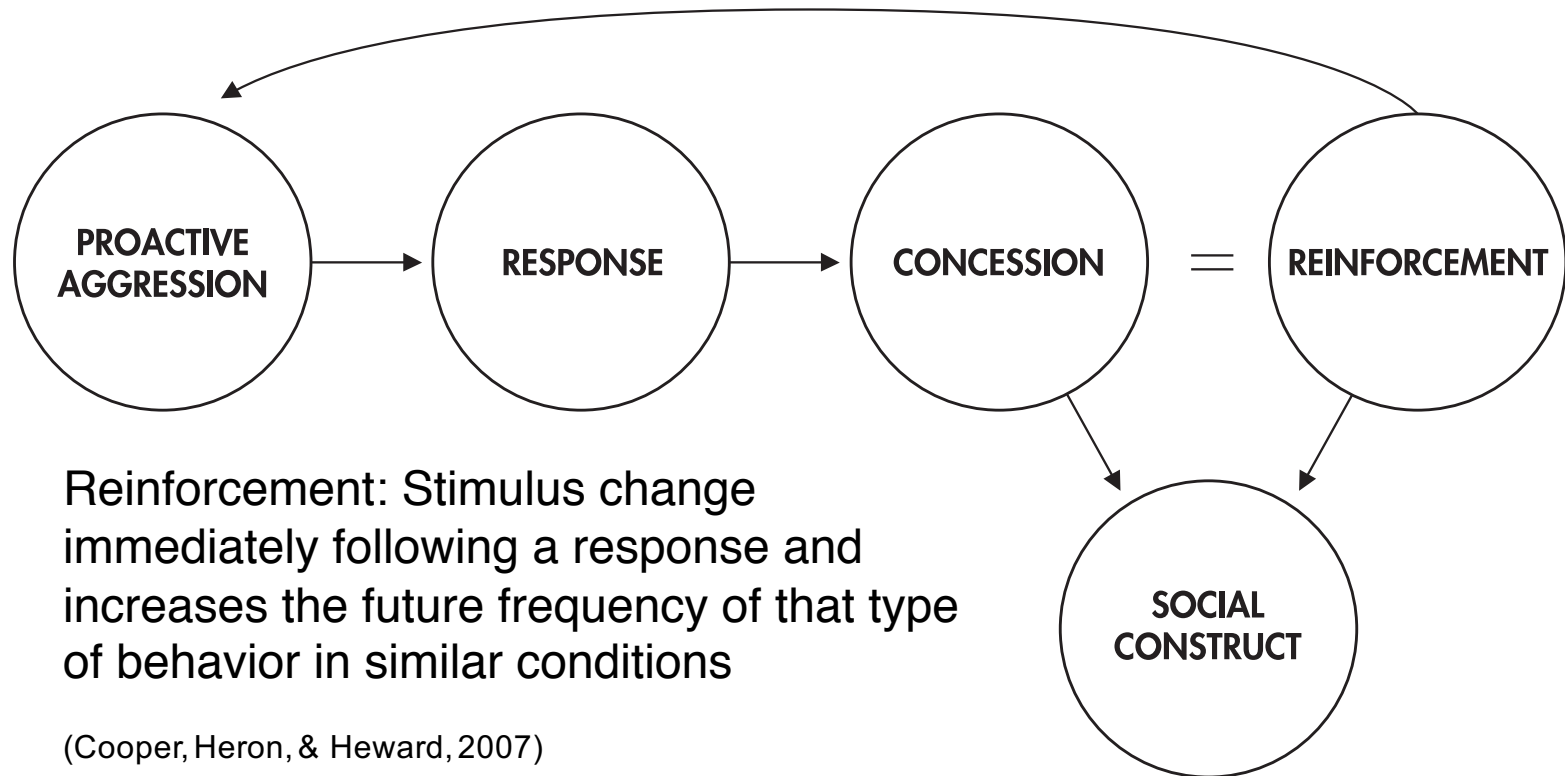 PROACTIVE
AGGRESSION
RESPONSE
CONCESSION
=
REINFORCEMENT
Reinforcement: Stimulus change
immediately following a response and
increases the future frequency of that type
of behavior in similar conditions
(Cooper, Heron, & Heward, 2007)
SOCIAL
CONSTRUCT